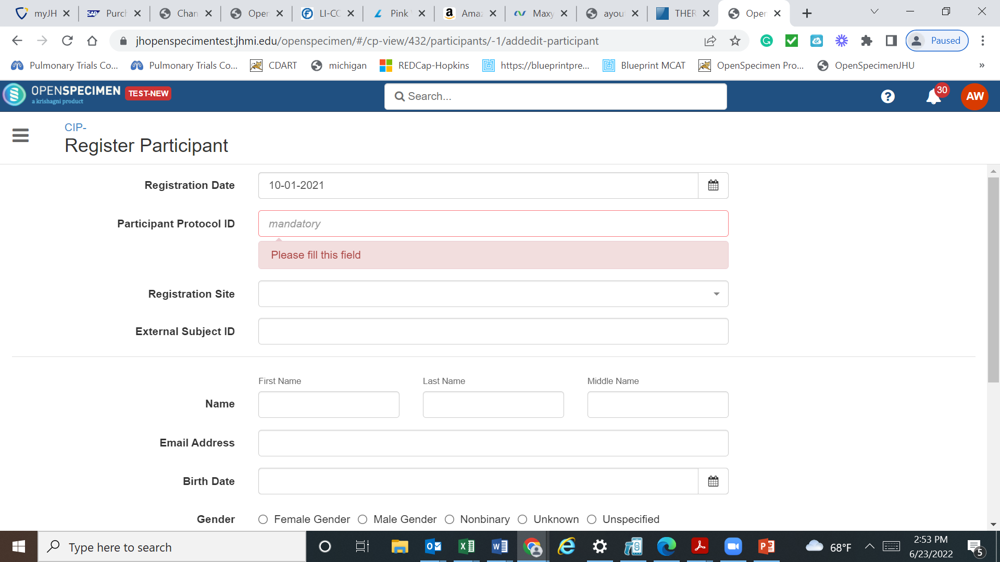 myJH Purch Chan Oper LI-CO Pink Amaz Maxy ayou THER Oper
jhopenspecimentest.jhmi.edu/openspecimen/#/cp-view/432/participants/-1/addedit-participant Paused
Pulmonary Trials Co... Pulmonary Trials Co... CDART michigan REDCap-Hopkins https://blueprintpre... Blueprint MCAT OpenSpecimen Pro... OpenSpecimenJHU »
OPENSPECIMEN TEST-NEW
a krishagni product
Search...
30
AW
CIP-
Register Participant
Registration Date 10-01-2021
Participant Protocol ID mandatory
Please fill this field
Registration Site
External Subject ID
First Name Last Name Middle Name
Name
Email Address
Birth Date
Gender Female Gender Male Gender Nonbinary Unknown Unspecified
Type here to search
68°F
2:53 PM
6/23/2022
5